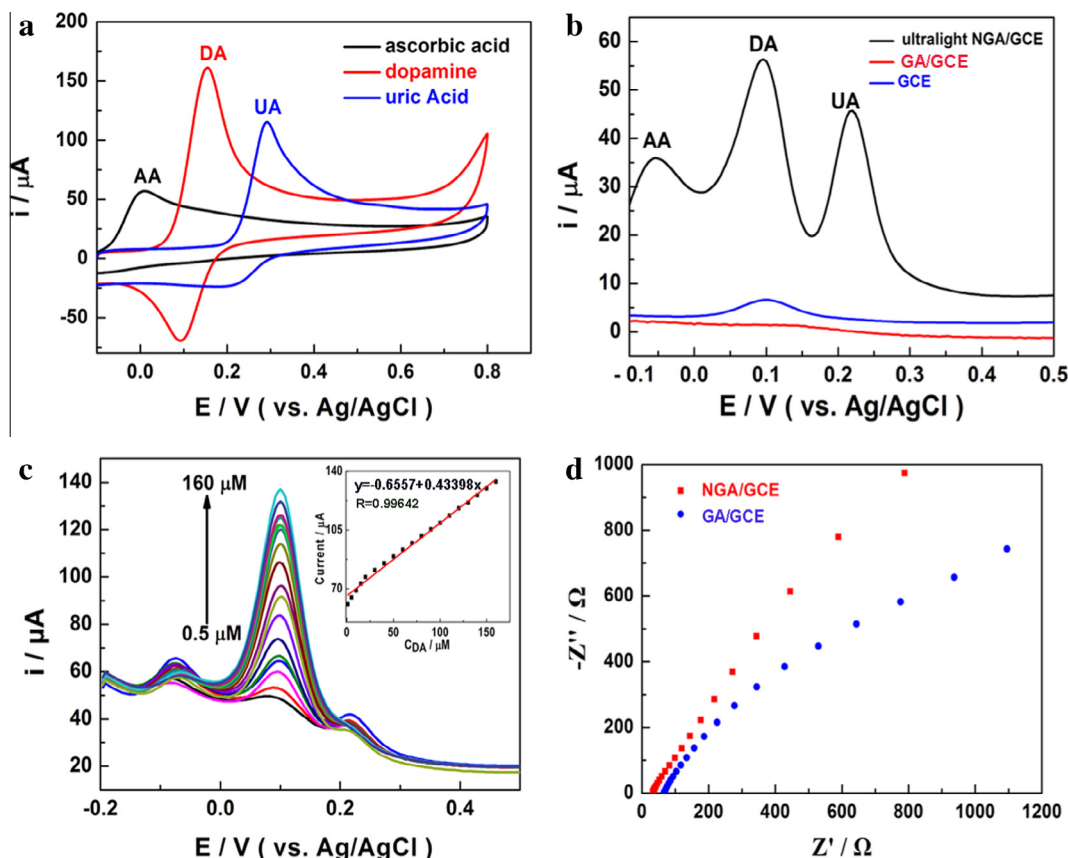 a
200
150
100
50
0
-50
0.0 0.2 0.4 0.6 0.8
i / µA
E / V ( vs. Ag/AgCl )
ascorbic acid
dopamine
uric Acid
DA
UA
AA
b
60
50
40
30
20
10
0
- 0.1 0.0 0.1 0.2 0.3 0.4 0.5
i / µA
E / V ( vs. Ag/AgCl )
ultralight NGA/GCE
GA/GCE
GCE
DA
UA
AA
c
140
120
100
80
60
40
20
-0.2 0.0 0.2 0.4
i / µA
E / V ( vs. Ag/AgCl )
160 µM
0.5 µM
140
105
70
0 50 100 150
Current / µA
C_DA / µM
y=-0.6557+0.43398x
R=0.99642
d
1000
800
600
400
200
0
0 200 400 600 800 1000 1200
-Z'' / Ω
Z' / Ω
NGA/GCE
GA/GCE